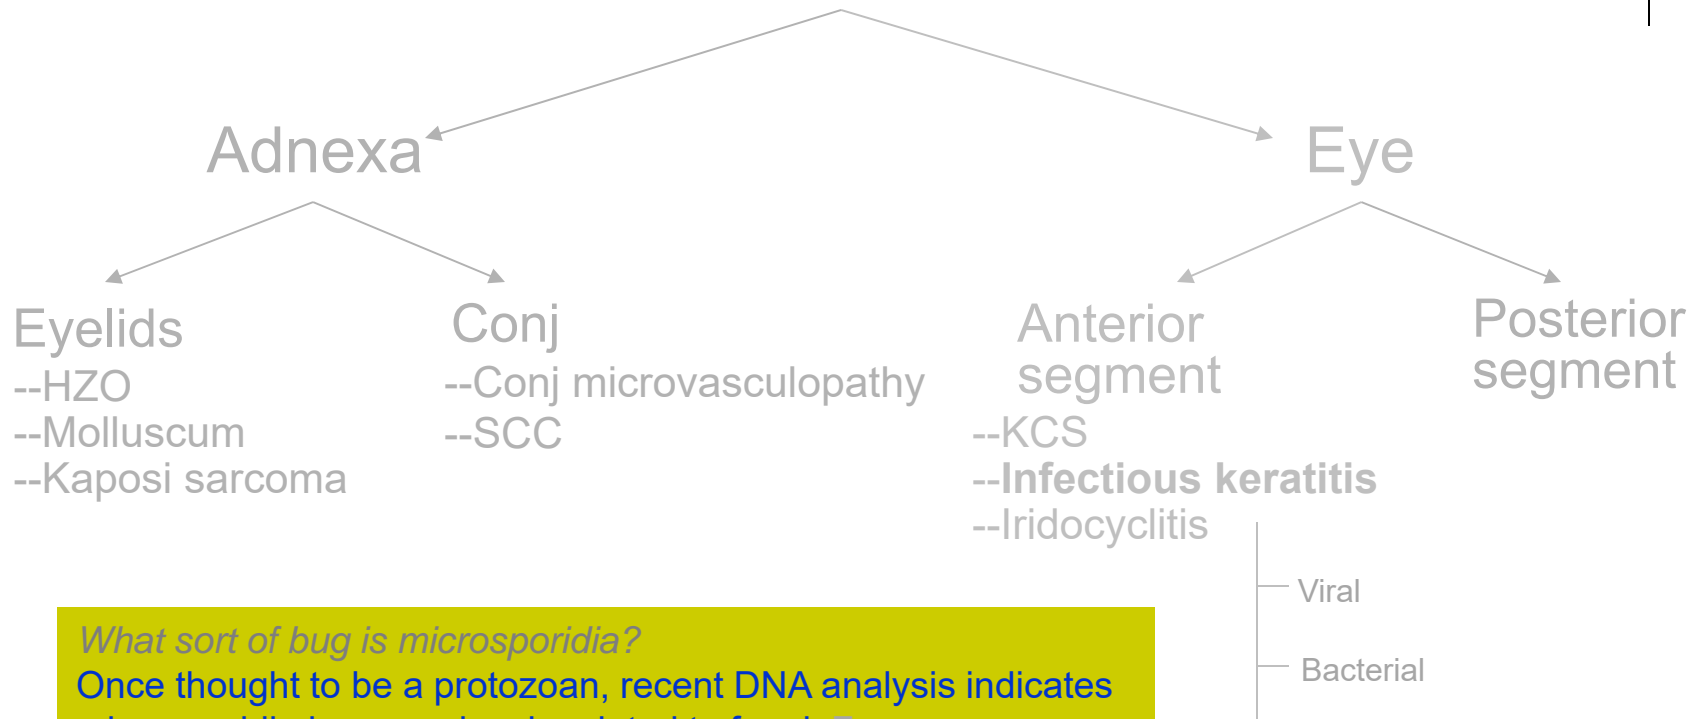 Adnexa
Eye
Eyelids
--HZO
--Molluscum
--Kaposi sarcoma
Conj
--Conj microvasculopathy
--SCC
Anterior
segment
--KCS
--Infectious keratitis
--Iridocyclitis
Posterior
segment
Viral
Bacterial
What sort of bug is microsporidia?
Once thought to be a protozoan, recent DNA analysis indicates